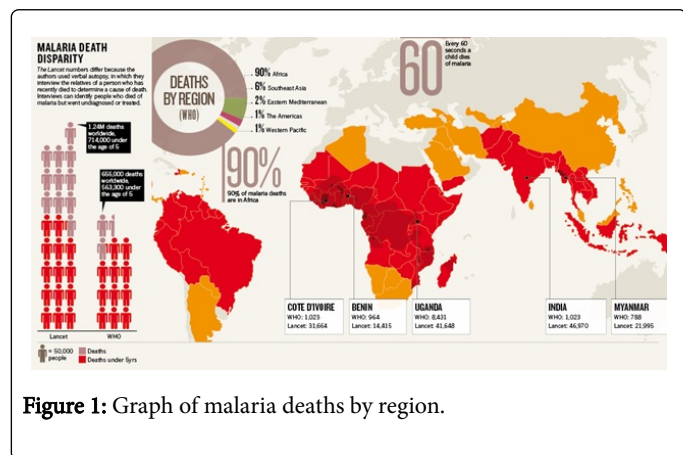 MALARIA DEATH
DISPARITY
The Lancet numbers differ because the
authors used verbal autopsy, in which they
interview the relatives of a person who has
recently died to determine a cause of death.
Interviews can identify people who died of
malaria but went undiagnosed or treated.
1.24M deaths
worldwide,
714,000 under
the age of 5
655,000 deaths
worldwide,
563,300 under
the age of 5
Lancet
WHO
= 50,000
people
Deaths
Deaths under 5yrs
DEATHS
BY REGION
(WHO)
90% Africa
6% Southeast Asia
2% Eastern Mediterranean
1% The Americas
1% Western Pacific
90%
90% of malaria deaths
are in Africa
60
Every 60
seconds a
child dies
of malaria
COTE D'IVOIRE
WHO: 1,023
Lancet: 31,664
BENIN
WHO: 964
Lancet: 14,415
UGANDA
WHO: 8,431
Lancet: 41,648
INDIA
WHO: 1,023
Lancet: 46,970
MYANMAR
WHO: 788
Lancet: 21,995
Figure 1: Graph of malaria deaths by region.